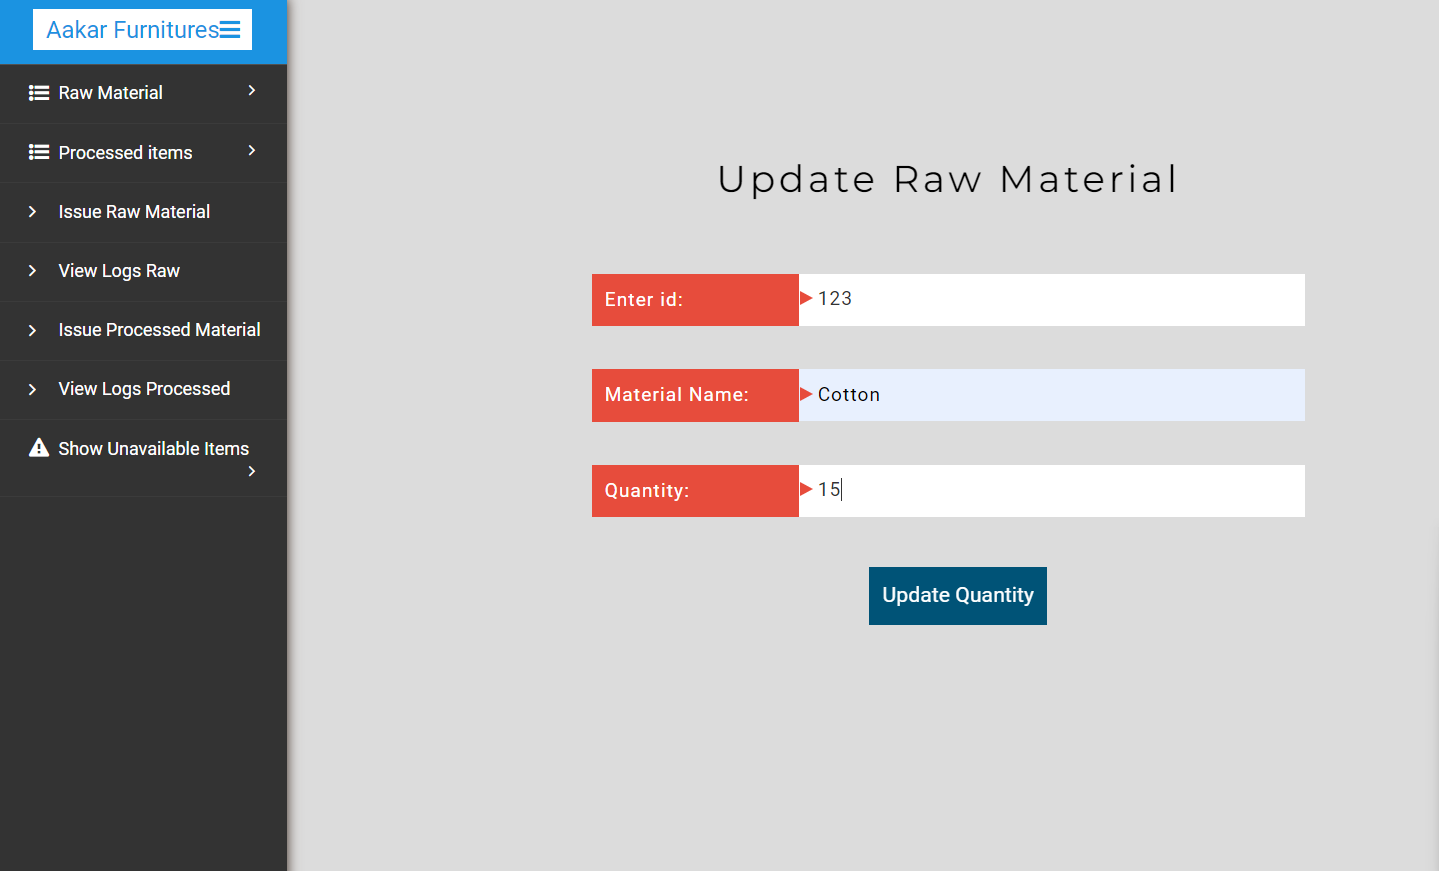 Aakar Furnitures
Raw Material
Processed items
Issue Raw Material
View Logs Raw
Issue Processed Material
View Logs Processed
Show Unavailable Items
Update Raw Material
Enter id: 123
Material Name: Cotton
Quantity: 15
Update Quantity